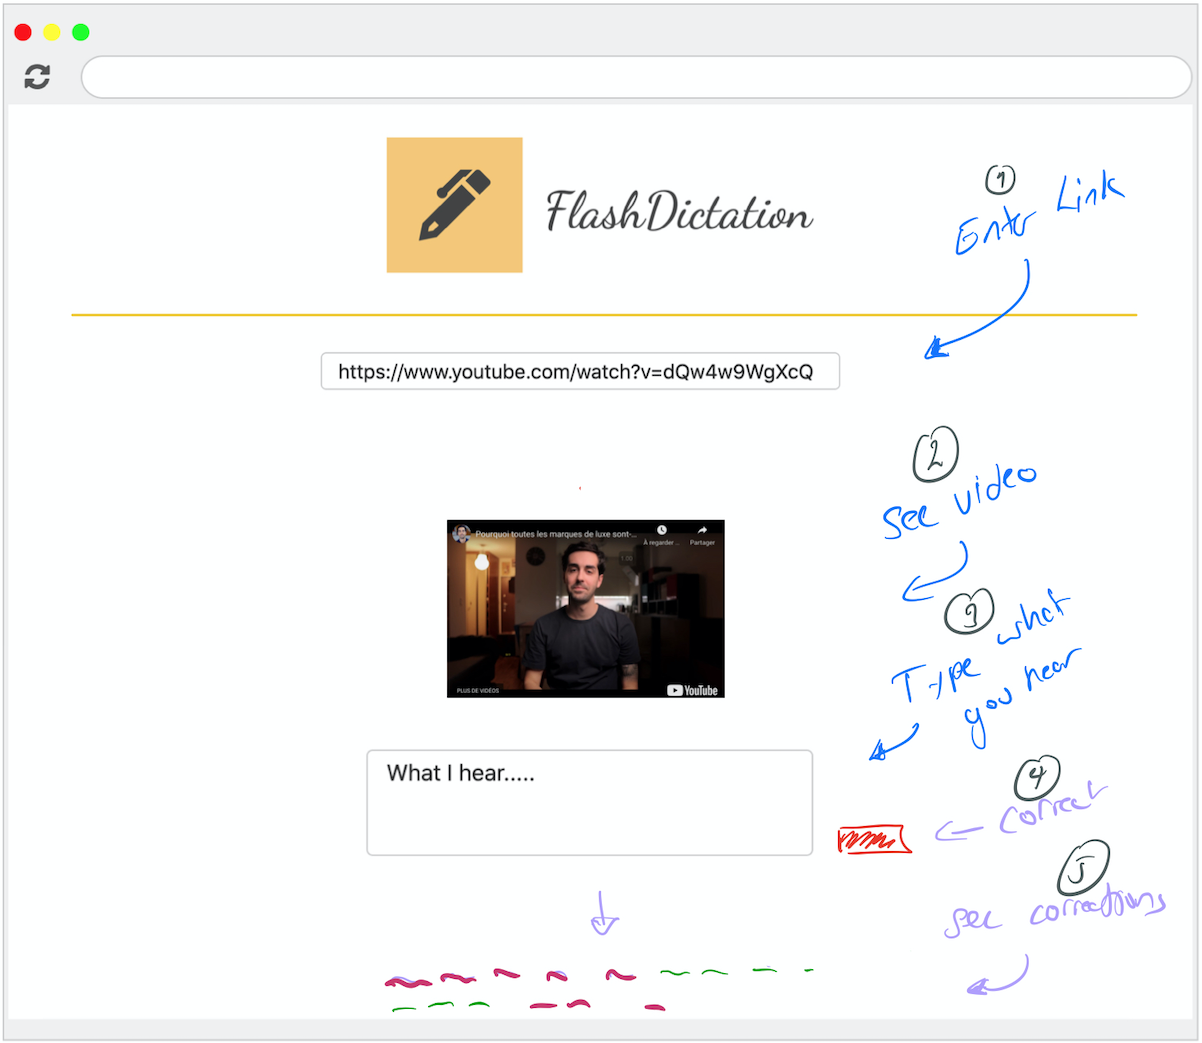 FlashDictation
1
Enter Link
https://www.youtube.com/watch?v=dQw4w9WgXcQ
2
See video
Pourquoi toutes les marques de luxe sont-...
À regarder ...
Partager
PLUS DE VIDÉOS
YouTube
3
Type what
you hear
What I hear.....
4
correct
5
see corrections